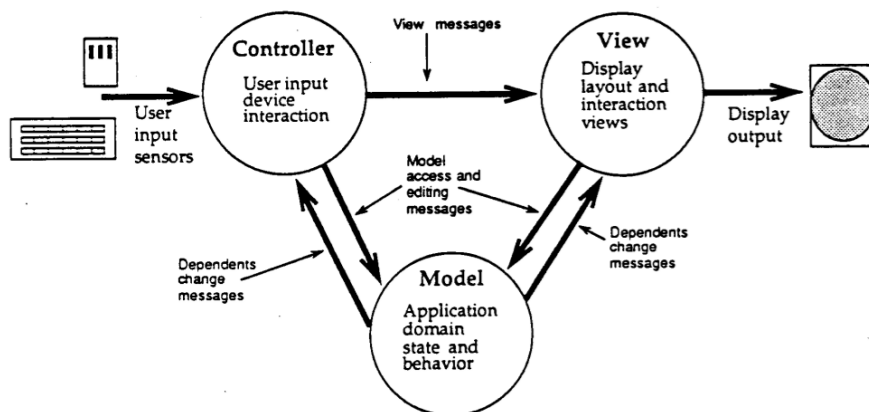 View messages
Controller
User input
device
interaction
View
Display
layout and
interaction
views
User
input
sensors
Display
output
Model
access and
editing
messages
Dependents
change
messages
Dependents
change
messages
Model
Application
domain
state and
behavior